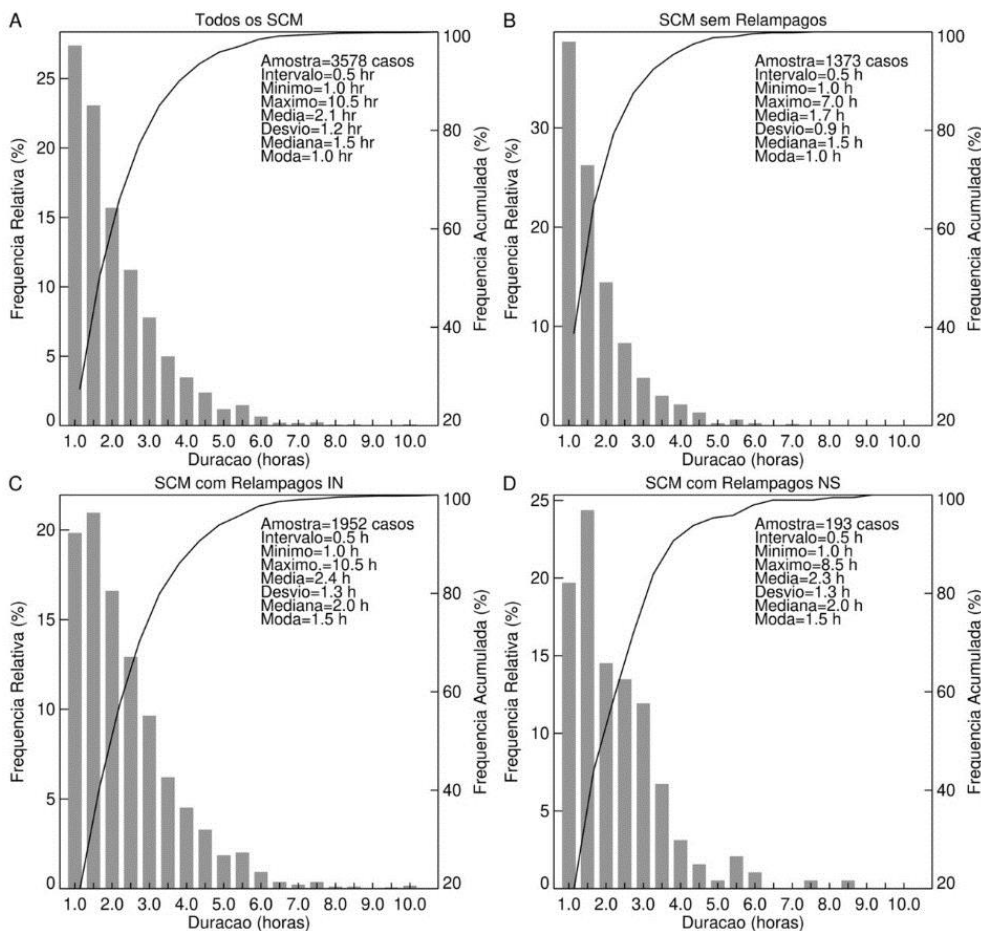 A
Todos os SCM
Frequencia Relativa (%)
25
20
15
10
5
0
Amostra=3578 casos
Intervalo=0.5 hr
Minimo=1.0 hr
Maximo=10.5 hr
Media=2.1 hr
Desvio=1.2 hr
Mediana=1.5 hr
Moda=1.0 hr
100
80
60
40
20
Frequencia Acumulada (%)
1.0 2.0 3.0 4.0 5.0 6.0 7.0 8.0 9.0 10.0
Duracao (horas)
B
SCM sem Relampagos
Frequencia Relativa (%)
30
20
10
0
Amostra=1373 casos
Intervalo=0.5 h
Minimo=1.0 h
Maximo=7.0 h
Media=1.7 h
Desvio=0.9 h
Mediana=1.5 h
Moda=1.0 h
100
80
60
40
20
Frequencia Acumulada (%)
1.0 2.0 3.0 4.0 5.0 6.0 7.0 8.0 9.0 10.0
Duracao (horas)
C
SCM com Relampagos IN
Frequencia Relativa (%)
20
15
10
5
0
Amostra=1952 casos
Intervalo=0.5 h
Minimo=1.0 h
Maximo.=10.5 h
Media=2.4 h
Desvio=1.3 h
Mediana=2.0 h
Moda=1.5 h
100
80
60
40
20
Frequencia Acumulada (%)
1.0 2.0 3.0 4.0 5.0 6.0 7.0 8.0 9.0 10.0
Duracao (horas)
D
SCM com Relampagos NS
Frequencia Relativa (%)
25
20
15
10
5
0
Amostra=193 casos
Intervalo=0.5 h
Minimo=1.0 h
Maximo=8.5 h
Media=2.3 h
Desvio=1.3 h
Mediana=2.0 h
Moda=1.5 h
100
80
60
40
20
Frequencia Acumulada (%)
1.0 2.0 3.0 4.0 5.0 6.0 7.0 8.0 9.0 10.0
Duracao (horas)